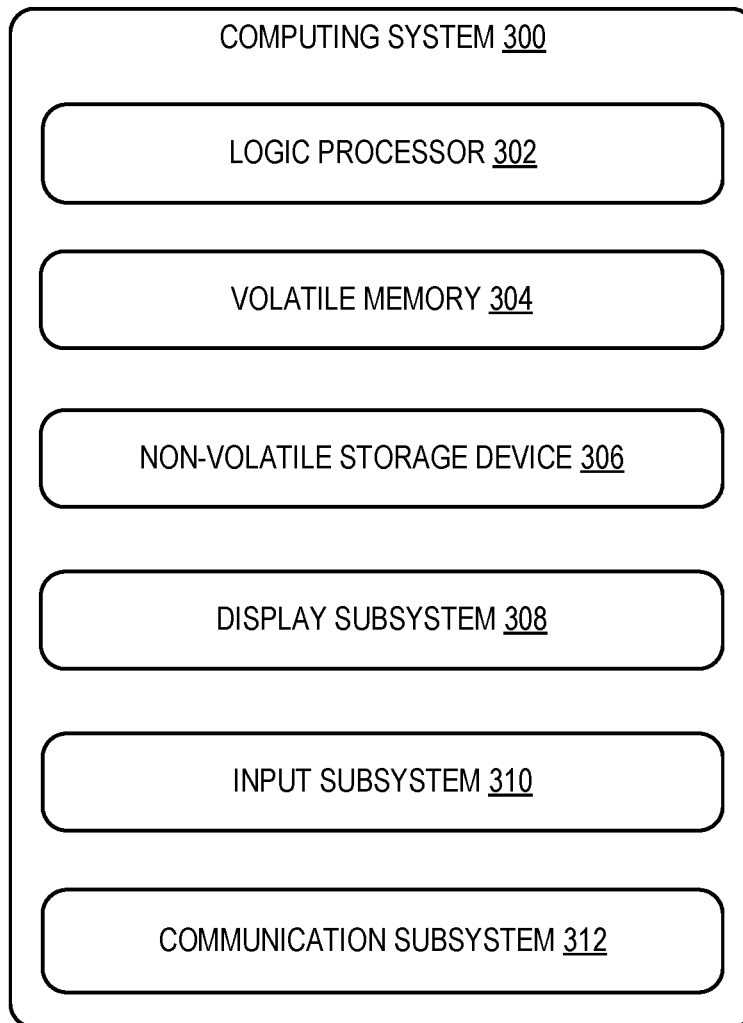 COMPUTING SYSTEM 300
LOGIC PROCESSOR 302
VOLATILE MEMORY 304
NON-VOLATILE STORAGE DEVICE 306
DISPLAY SUBSYSTEM 308
INPUT SUBSYSTEM 310
COMMUNICATION SUBSYSTEM 312